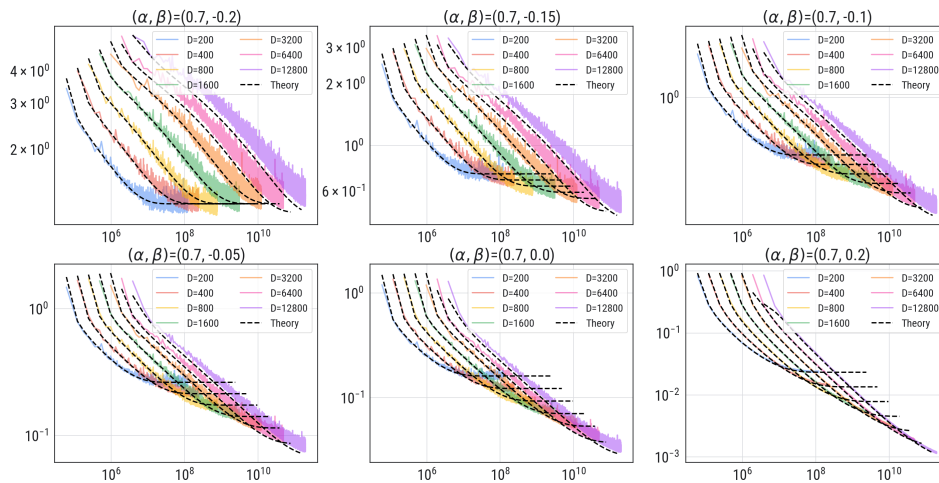 (α, β)=(0.7, -0.2)
4 × 10⁰
3 × 10⁰
2 × 10⁰
D=200
D=400
D=800
D=1600
D=3200
D=6400
D=12800
Theory
10⁶
10⁸
10¹⁰
(α, β)=(0.7, -0.15)
3 × 10⁰
2 × 10⁰
10⁰
6 × 10⁻¹
D=200
D=400
D=800
D=1600
D=3200
D=6400
D=12800
Theory
10⁶
10⁸
10¹⁰
(α, β)=(0.7, -0.1)
10⁰
D=200
D=400
D=800
D=1600
D=3200
D=6400
D=12800
Theory
10⁶
10⁸
10¹⁰
(α, β)=(0.7, -0.05)
10⁰
10⁻¹
D=200
D=400
D=800
D=1600
D=3200
D=6400
D=12800
Theory
10⁶
10⁸
10¹⁰
(α, β)=(0.7, 0.0)
10⁰
10⁻¹
D=200
D=400
D=800
D=1600
D=3200
D=6400
D=12800
Theory
10⁶
10⁸
10¹⁰
(α, β)=(0.7, 0.2)
10⁰
10⁻¹
10⁻²
10⁻³
D=200
D=400
D=800
D=1600
D=3200
D=6400
D=12800
Theory
10⁶
10⁸
10¹⁰